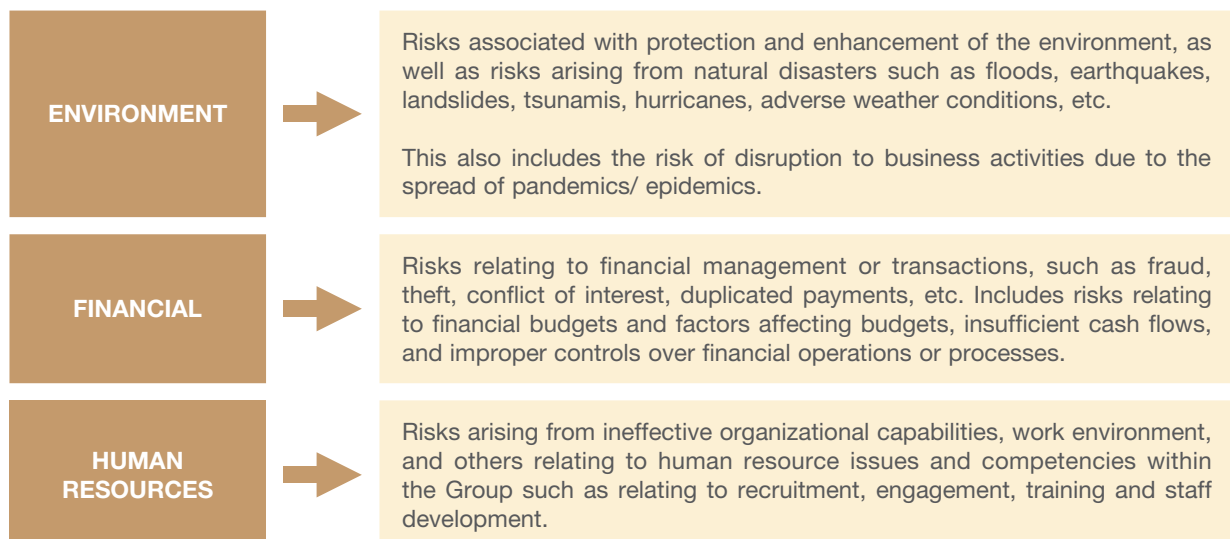 ENVIRONMENT
Risks associated with protection and enhancement of the environment, as
well as risks arising from natural disasters such as floods, earthquakes,
landslides, tsunamis, hurricanes, adverse weather conditions, etc.
This also includes the risk of disruption to business activities due to the
spread of pandemics/ epidemics.
FINANCIAL
Risks relating to financial management or transactions, such as fraud,
theft, conflict of interest, duplicated payments, etc. Includes risks relating
to financial budgets and factors affecting budgets, insufficient cash flows,
and improper controls over financial operations or processes.
HUMAN
RESOURCES
Risks arising from ineffective organizational capabilities, work environment,
and others relating to human resource issues and competencies within
the Group such as relating to recruitment, engagement, training and staff
development.